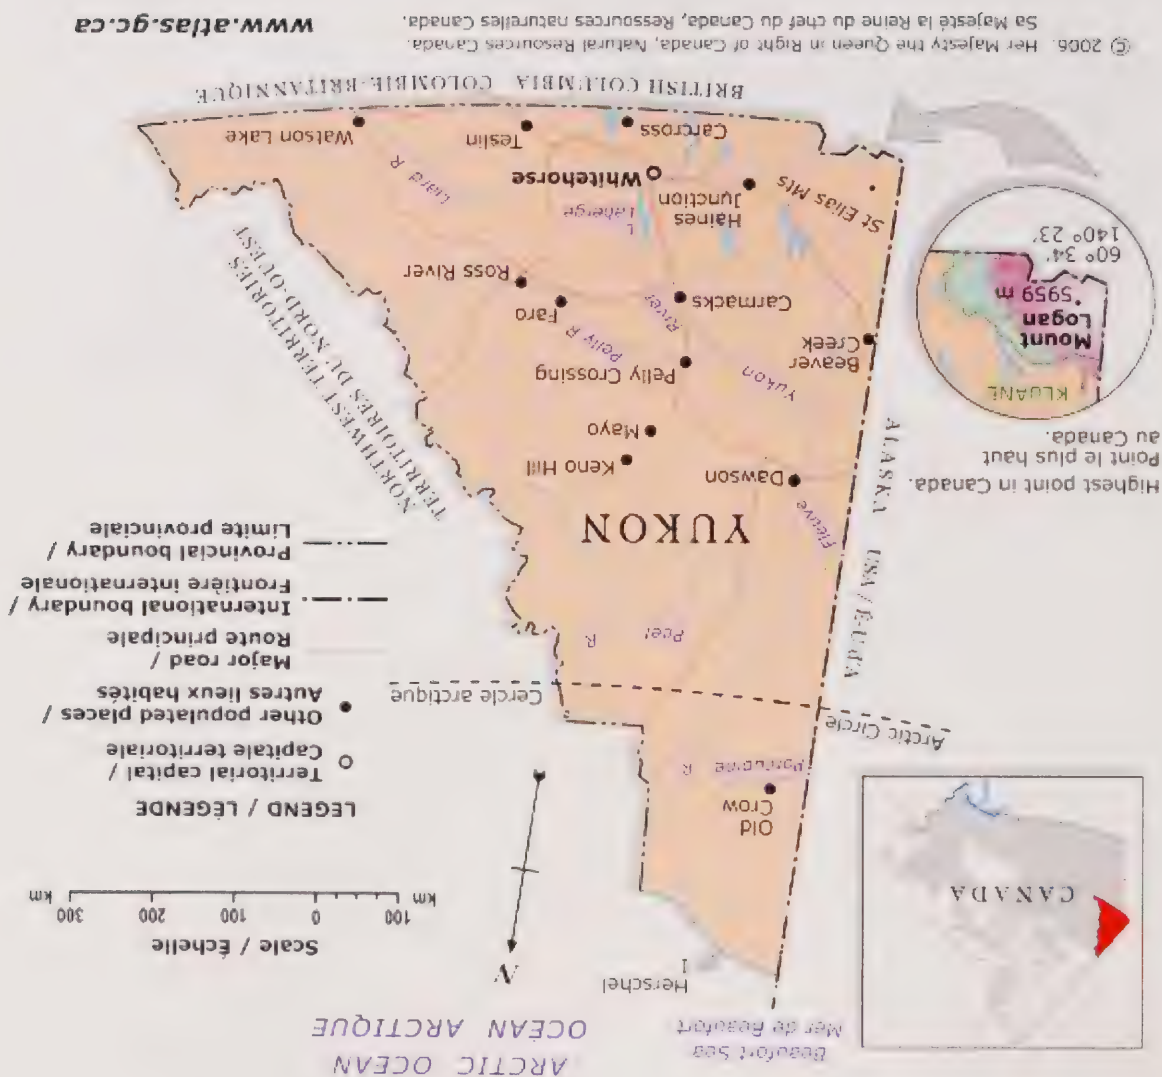 ARCTIC OCEAN
OCÉAN ARCTIQUE
Beaufort Sea
Mer de Beaufort
Herschel
I
N
Scale / Échelle
100 0 100 200 300
km km
CANADA
Old
Crow
Porcupine R
LEGEND / LÉGENDE
Territorial capital /
Capitale territoriale
Other populated places /
Autres lieux habités
Major road /
Route principale
International boundary /
Frontière internationale
Provincial boundary /
Limite provinciale
Arctic Circle
Cercle arctique
Peel R
ALASKA USA / É-U d'A
YUKON
NORTHWEST TERRITORIES
TERRITOIRES DU NORD-OUEST
Fleuve
Yukon
River
Dawson
Keno Hill
Mayo
Pelly Crossing
Pelly R
Beaver
Creek
Carmacks
Faro
Ross River
Highest point in Canada.
Point le plus haut
au Canada.
KLUANE
Mount
Logan
5959 m
60° 34'
140° 23'
St Elias Mts
Haines
Junction
L
Laberge
Whitehorse
Liard R
Carcross
Teslin
Watson Lake
BRITISH COLUMBIA COLOMBIE-BRITANNIQUE
© 2006. Her Majesty the Queen in Right of Canada, Natural Resources Canada.
Sa Majesté la Reine du chef du Canada, Ressources naturelles Canada.
www.atlas.gc.ca